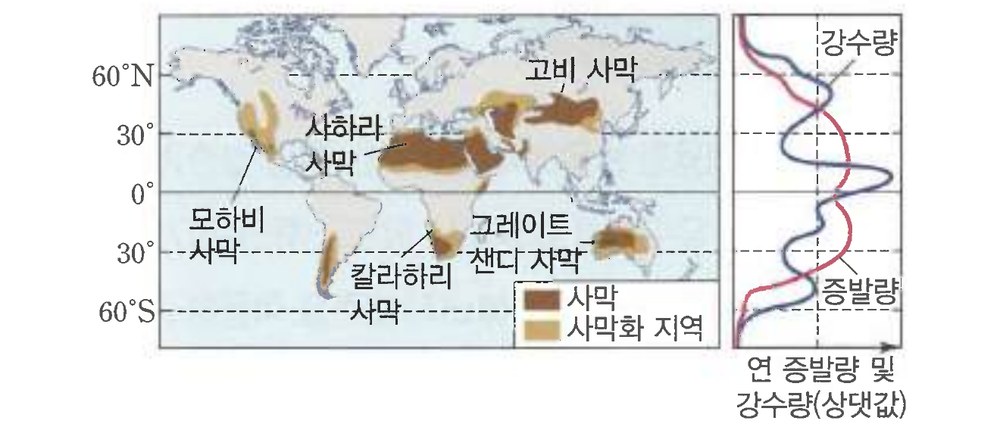 강수량
고비 사막
60°N
사하라
사막
30°
0°
모하비
사막
그레이트
샌디 사막
30°
칼라하리
사막
증발량
사막
사막화 지역
60°S
연 증발량 및
강수량(상댓값)